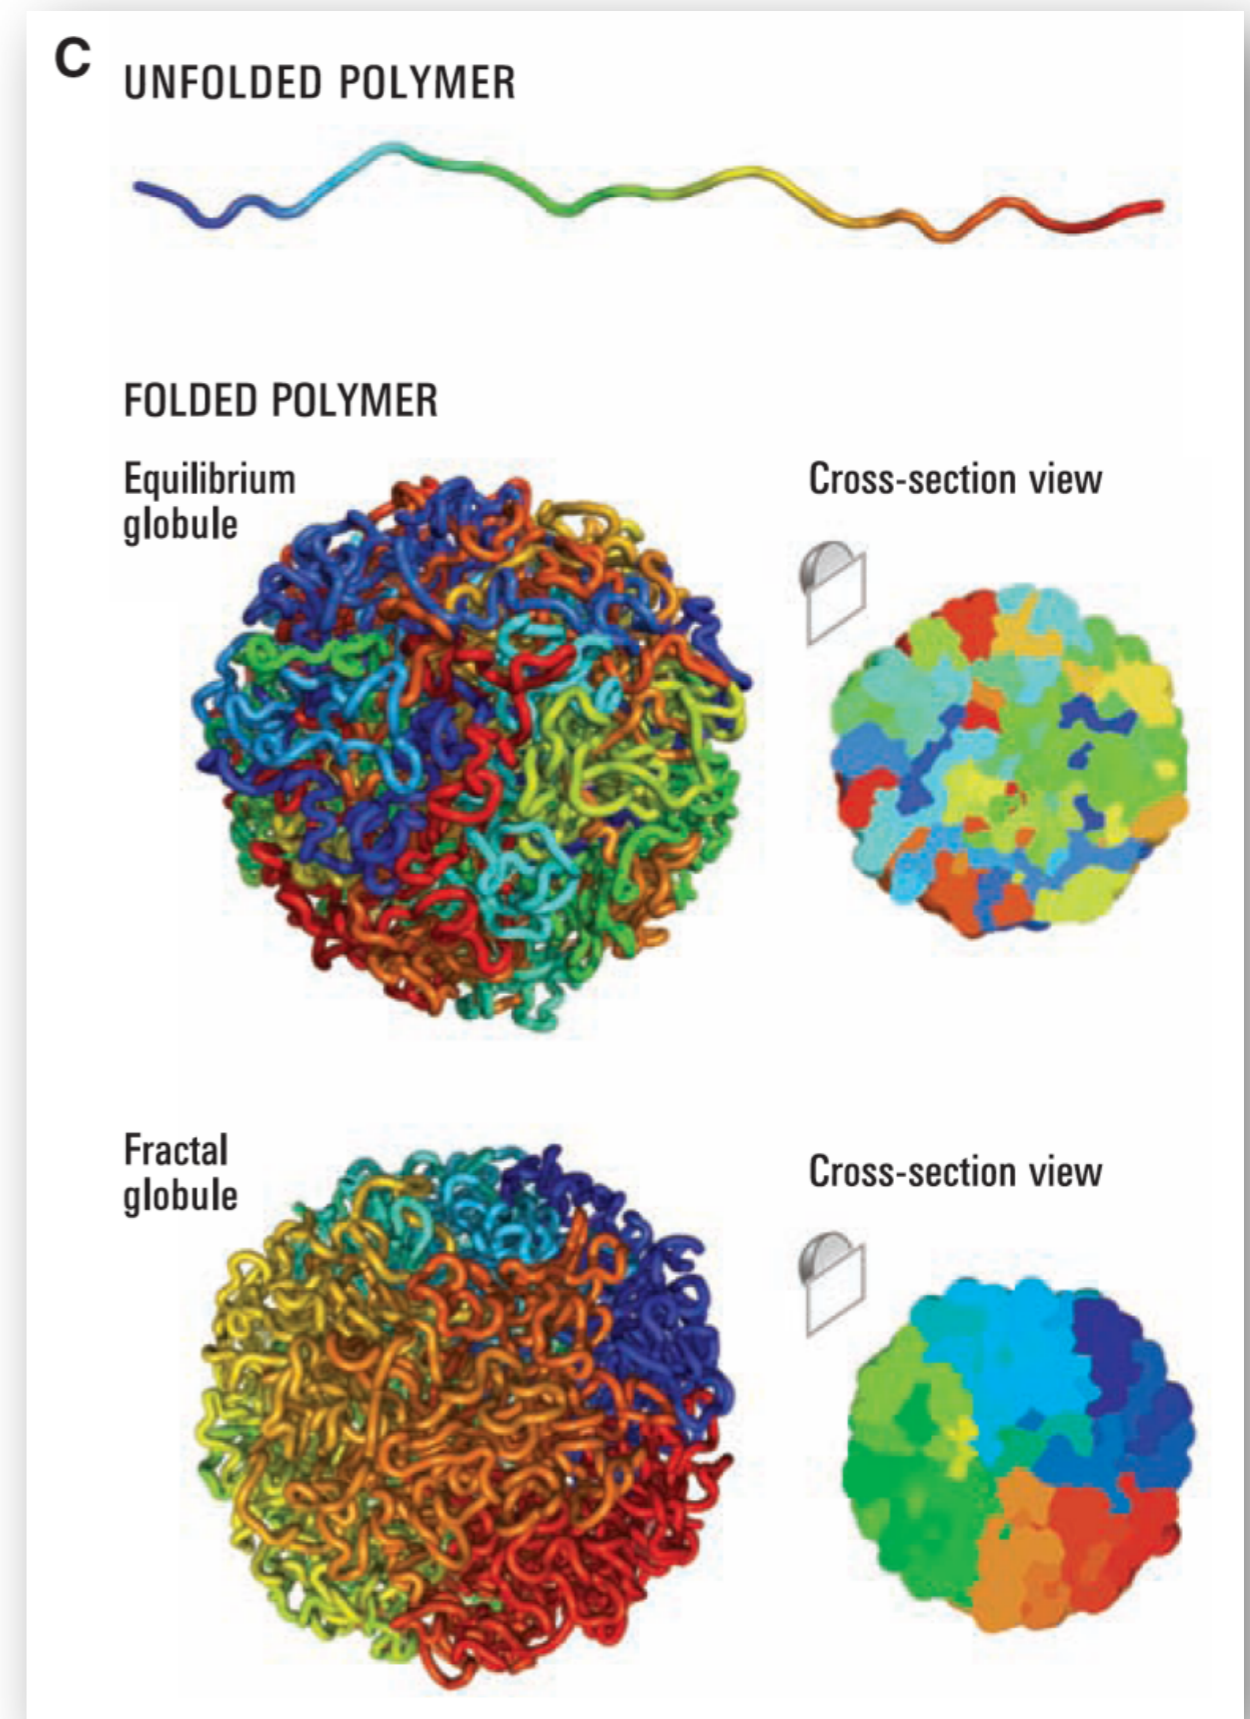 C
UNFOLDED POLYMER
FOLDED POLYMER
Equilibrium
globule
Cross-section view
Fractal
globule
Cross-section view